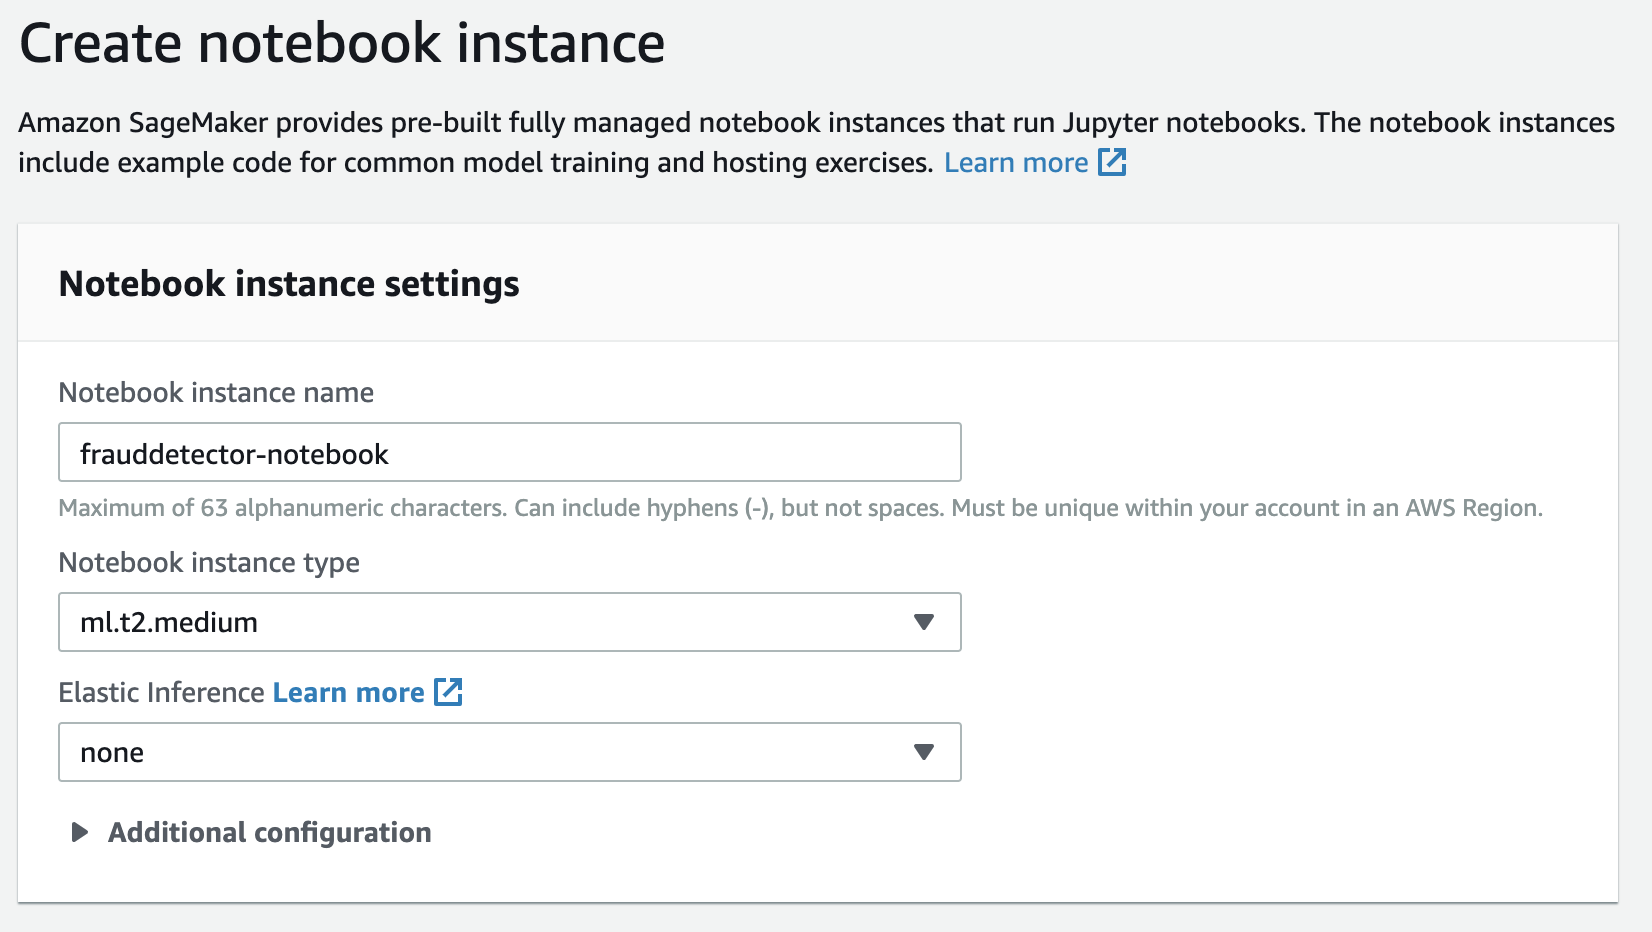 Create notebook instance
Amazon SageMaker provides pre-built fully managed notebook instances that run Jupyter notebooks. The notebook instances
include example code for common model training and hosting exercises. Learn more
Notebook instance settings
Notebook instance name
frauddetector-notebook
Maximum of 63 alphanumeric characters. Can include hyphens (-), but not spaces. Must be unique within your account in an AWS Region.
Notebook instance type
ml.t2.medium
Elastic Inference Learn more
none
Additional configuration